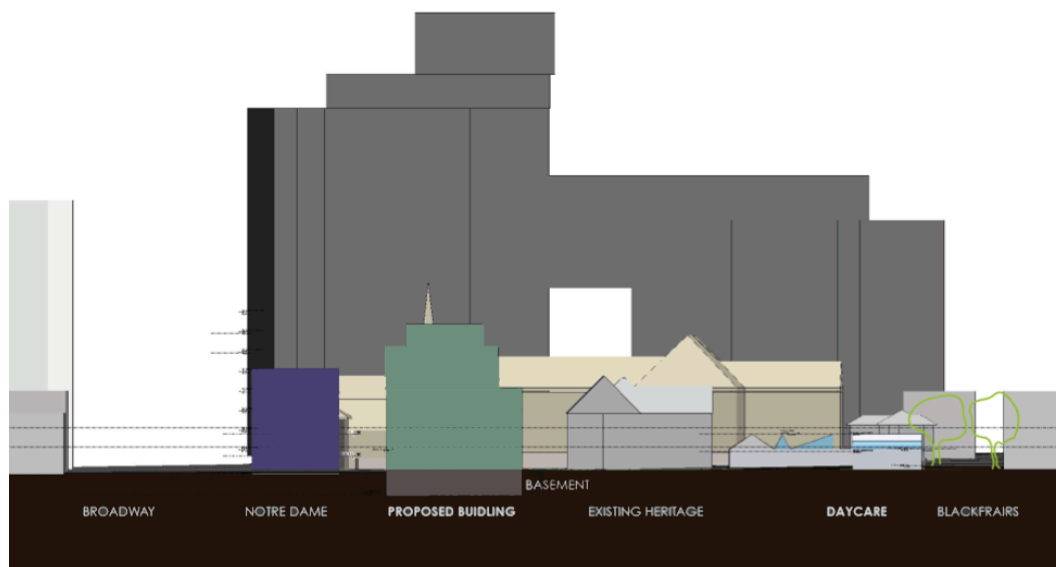 BASEMENT
BROADWAY
NOTRE DAME
PROPOSED BUIDLING
EXISTING HERITAGE
DAYCARE
BLACKFRAIRS